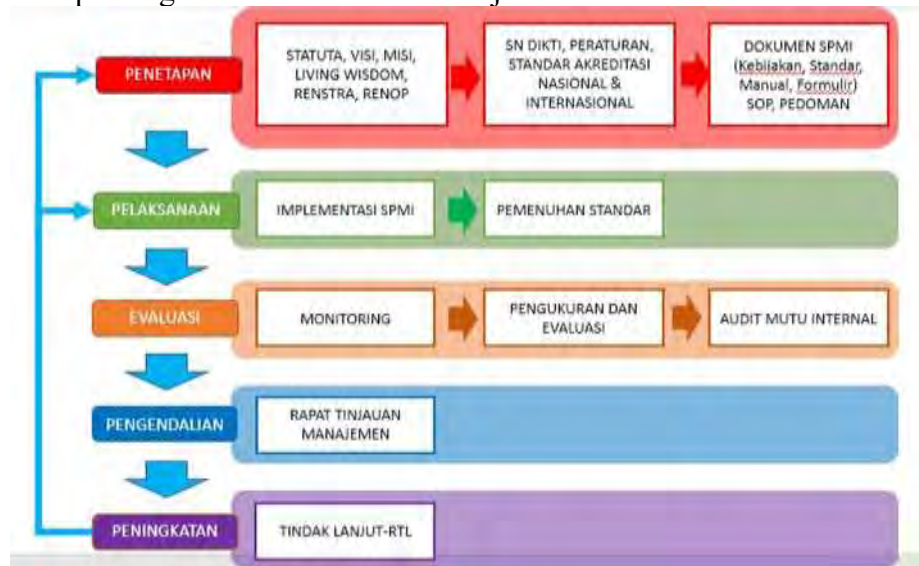 PENETAPAN
STATUTA, VISI, MISI,
LIVING WISDOM,
RENSTRA, RENOP
SN DIKTI, PERATURAN,
STANDAR AKREDITASI
NASIONAL &
INTERNASIONAL
DOKUMEN SPMI
(Kebijakan, Standar,
Manual, Formulir)
SOP, PEDOMAN
PELAKSANAAN
IMPLEMENTASI SPMI
PEMENUHAN STANDAR
EVALUASI
MONITORING
PENGUKURAN DAN
EVALUASI
AUDIT MUTU INTERNAL
PENGENDALIAN
RAPAT TINJAUAN
MANAJEMEN
PENINGKATAN
TINDAK LANJUT-RTL